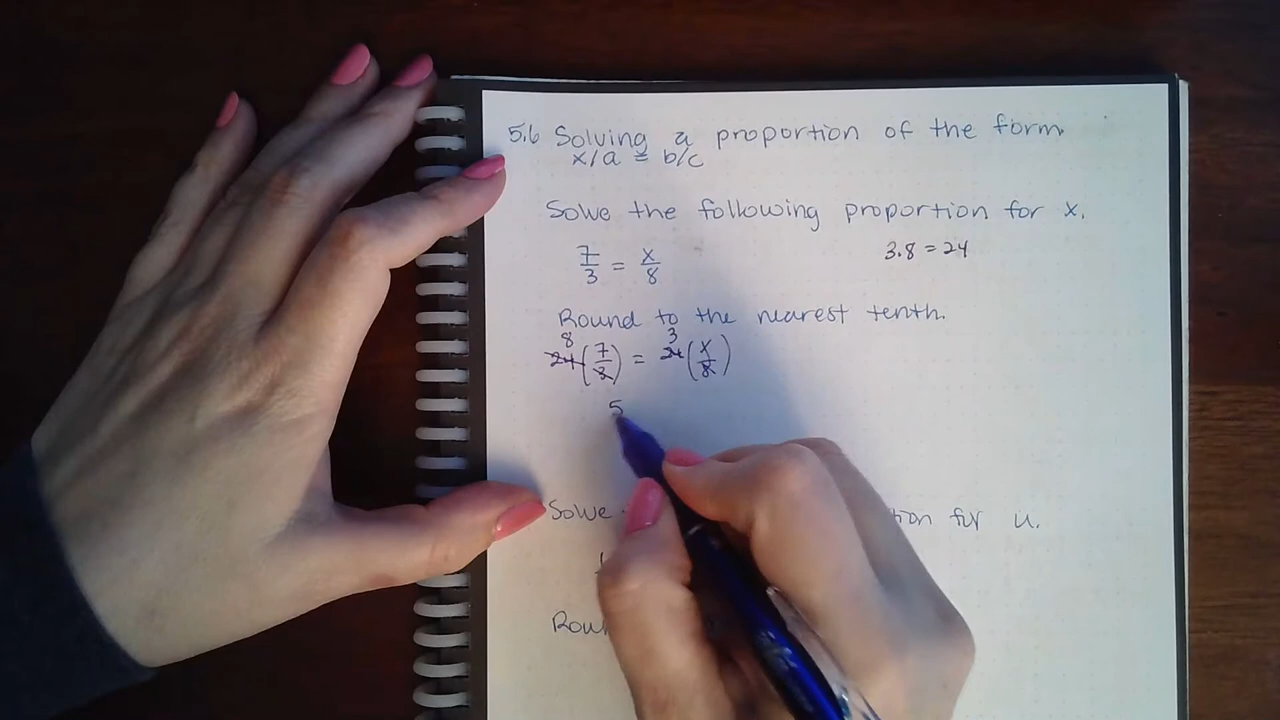 5.6 Solving a proportion of the form
x/a = b/c
Solve the following proportion for x.
7/3 = x/8
3.8 = 24
Round to the nearest tenth.
8 3
24(7/3) = 24(x/8)
5
Solve for u.